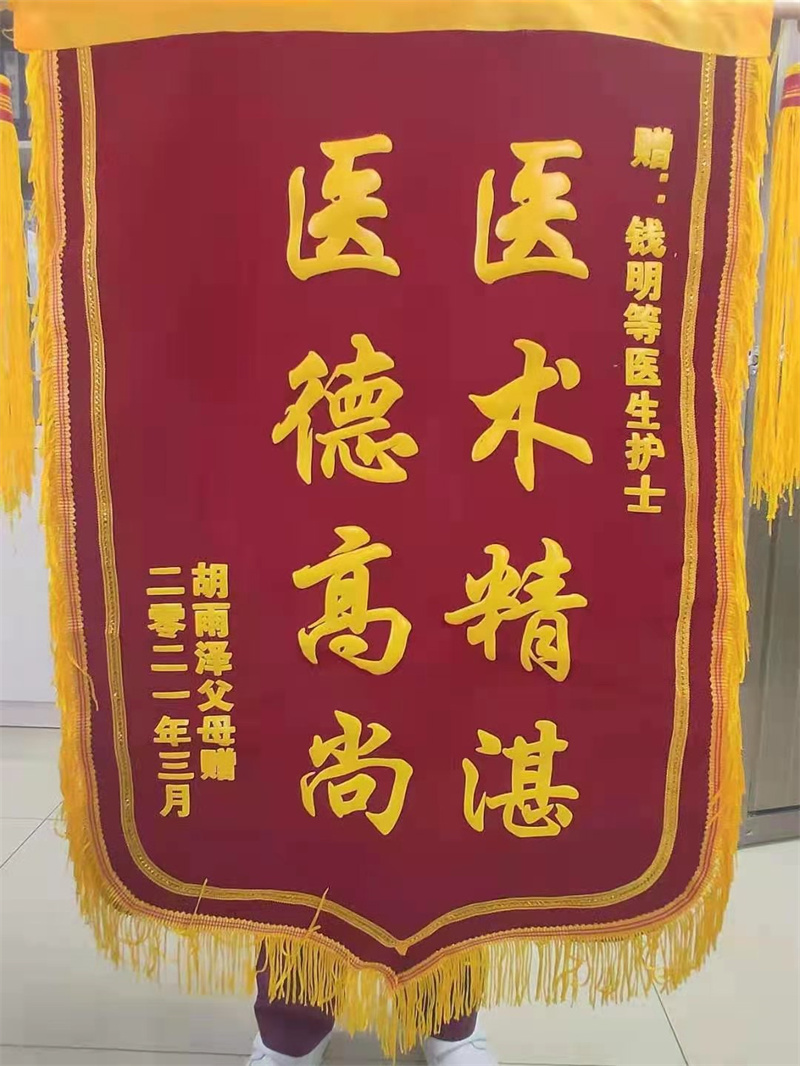 赠：钱明等医生护士
医术精湛
医德高尚
胡雨泽父母赠
二零二一年三月